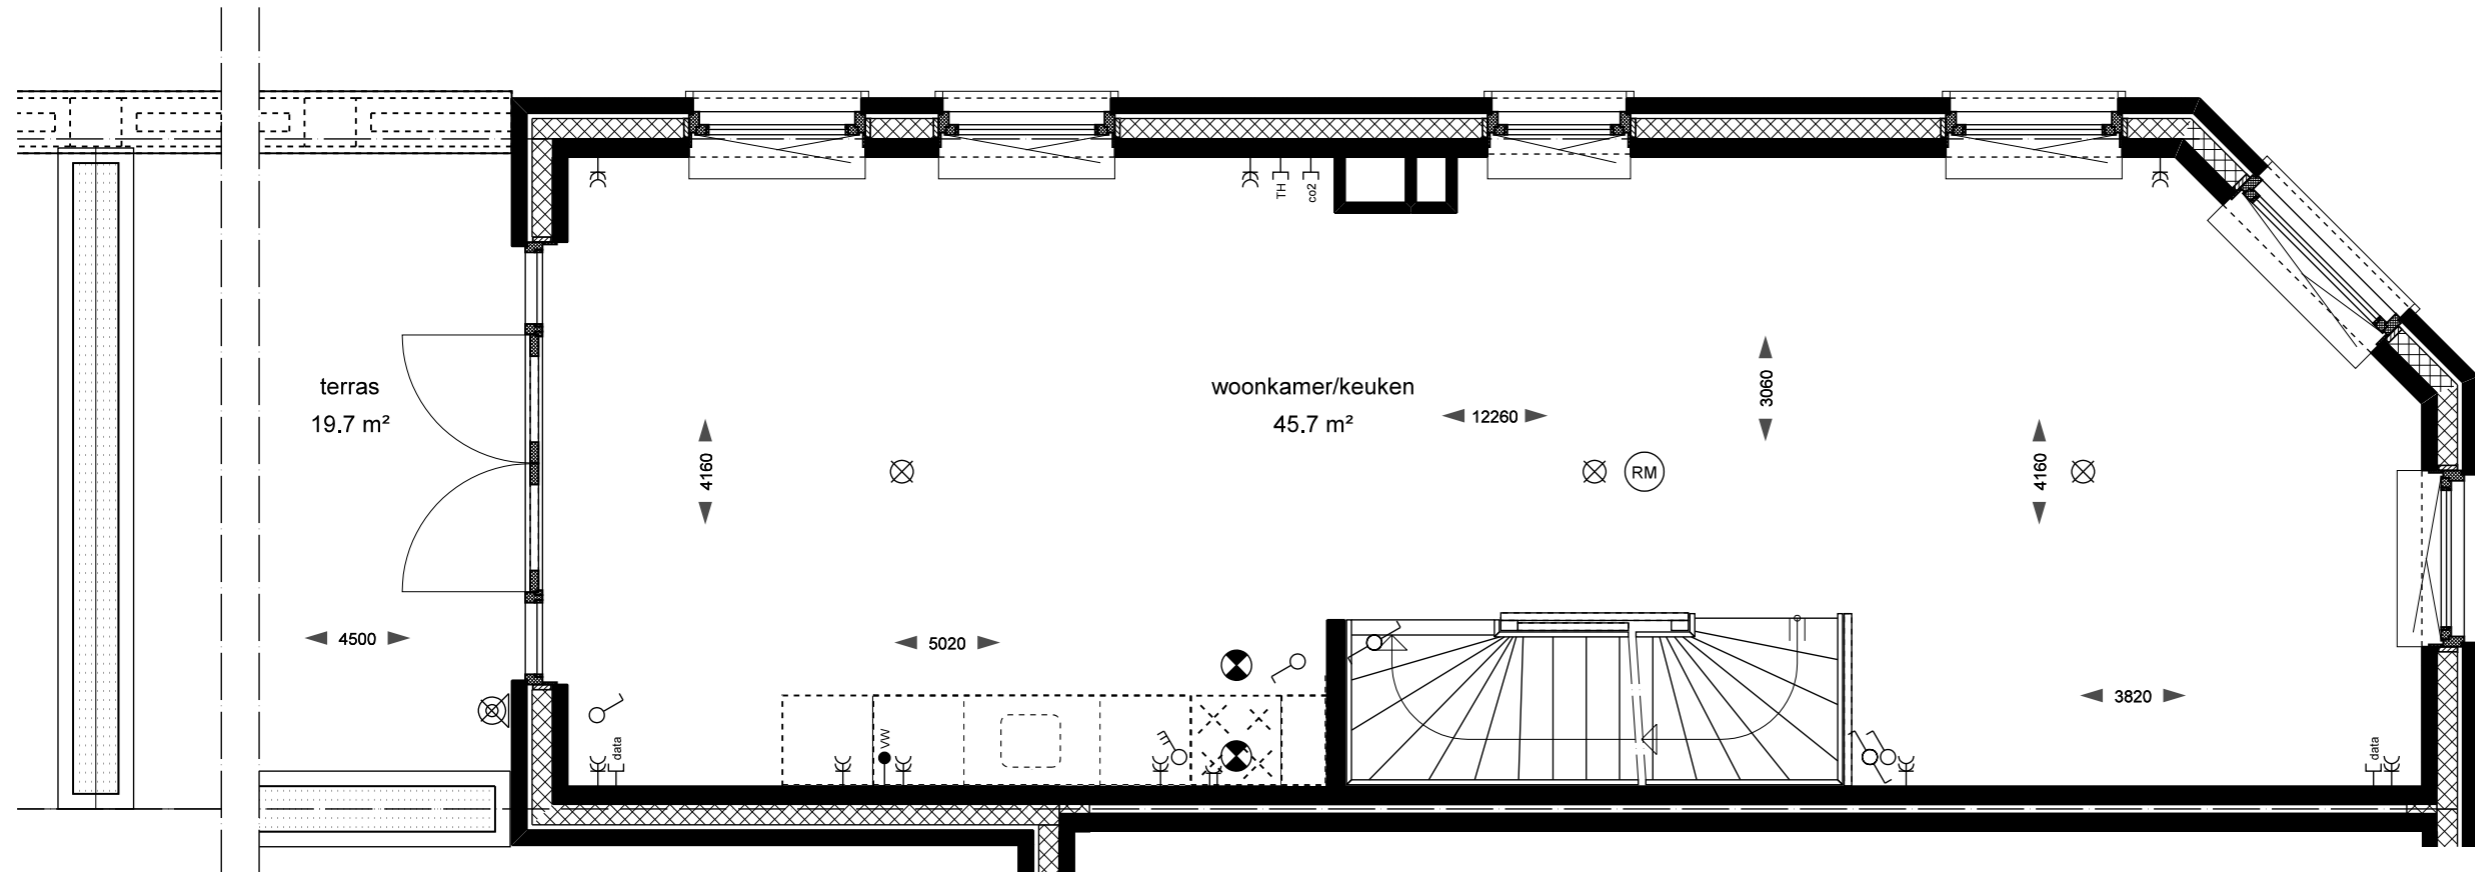 TH
co2
terras
19.7 m²
woonkamer/keuken
45.7 m²
3060
12260
4160
4160
RM
4500
5020
3820
data
VW
data